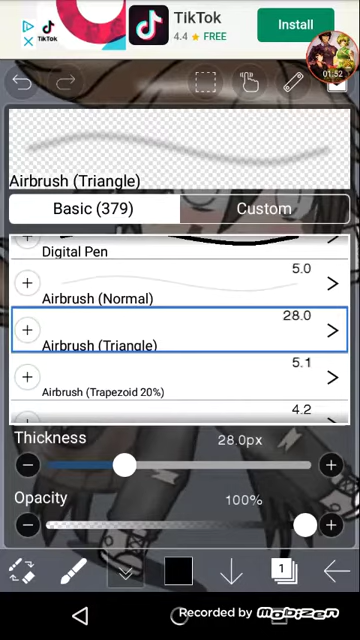 TikTok
TikTok
4.4 ★ FREE
Install
01:52
Airbrush (Triangle)
Basic (379)
Custom
Digital Pen
5.0
Airbrush (Normal)
28.0
Airbrush (Triangle)
5.1
Airbrush (Trapezoid 20%)
4.2
Thickness
28.0px
Opacity
100%
1
Recorded by mobizen